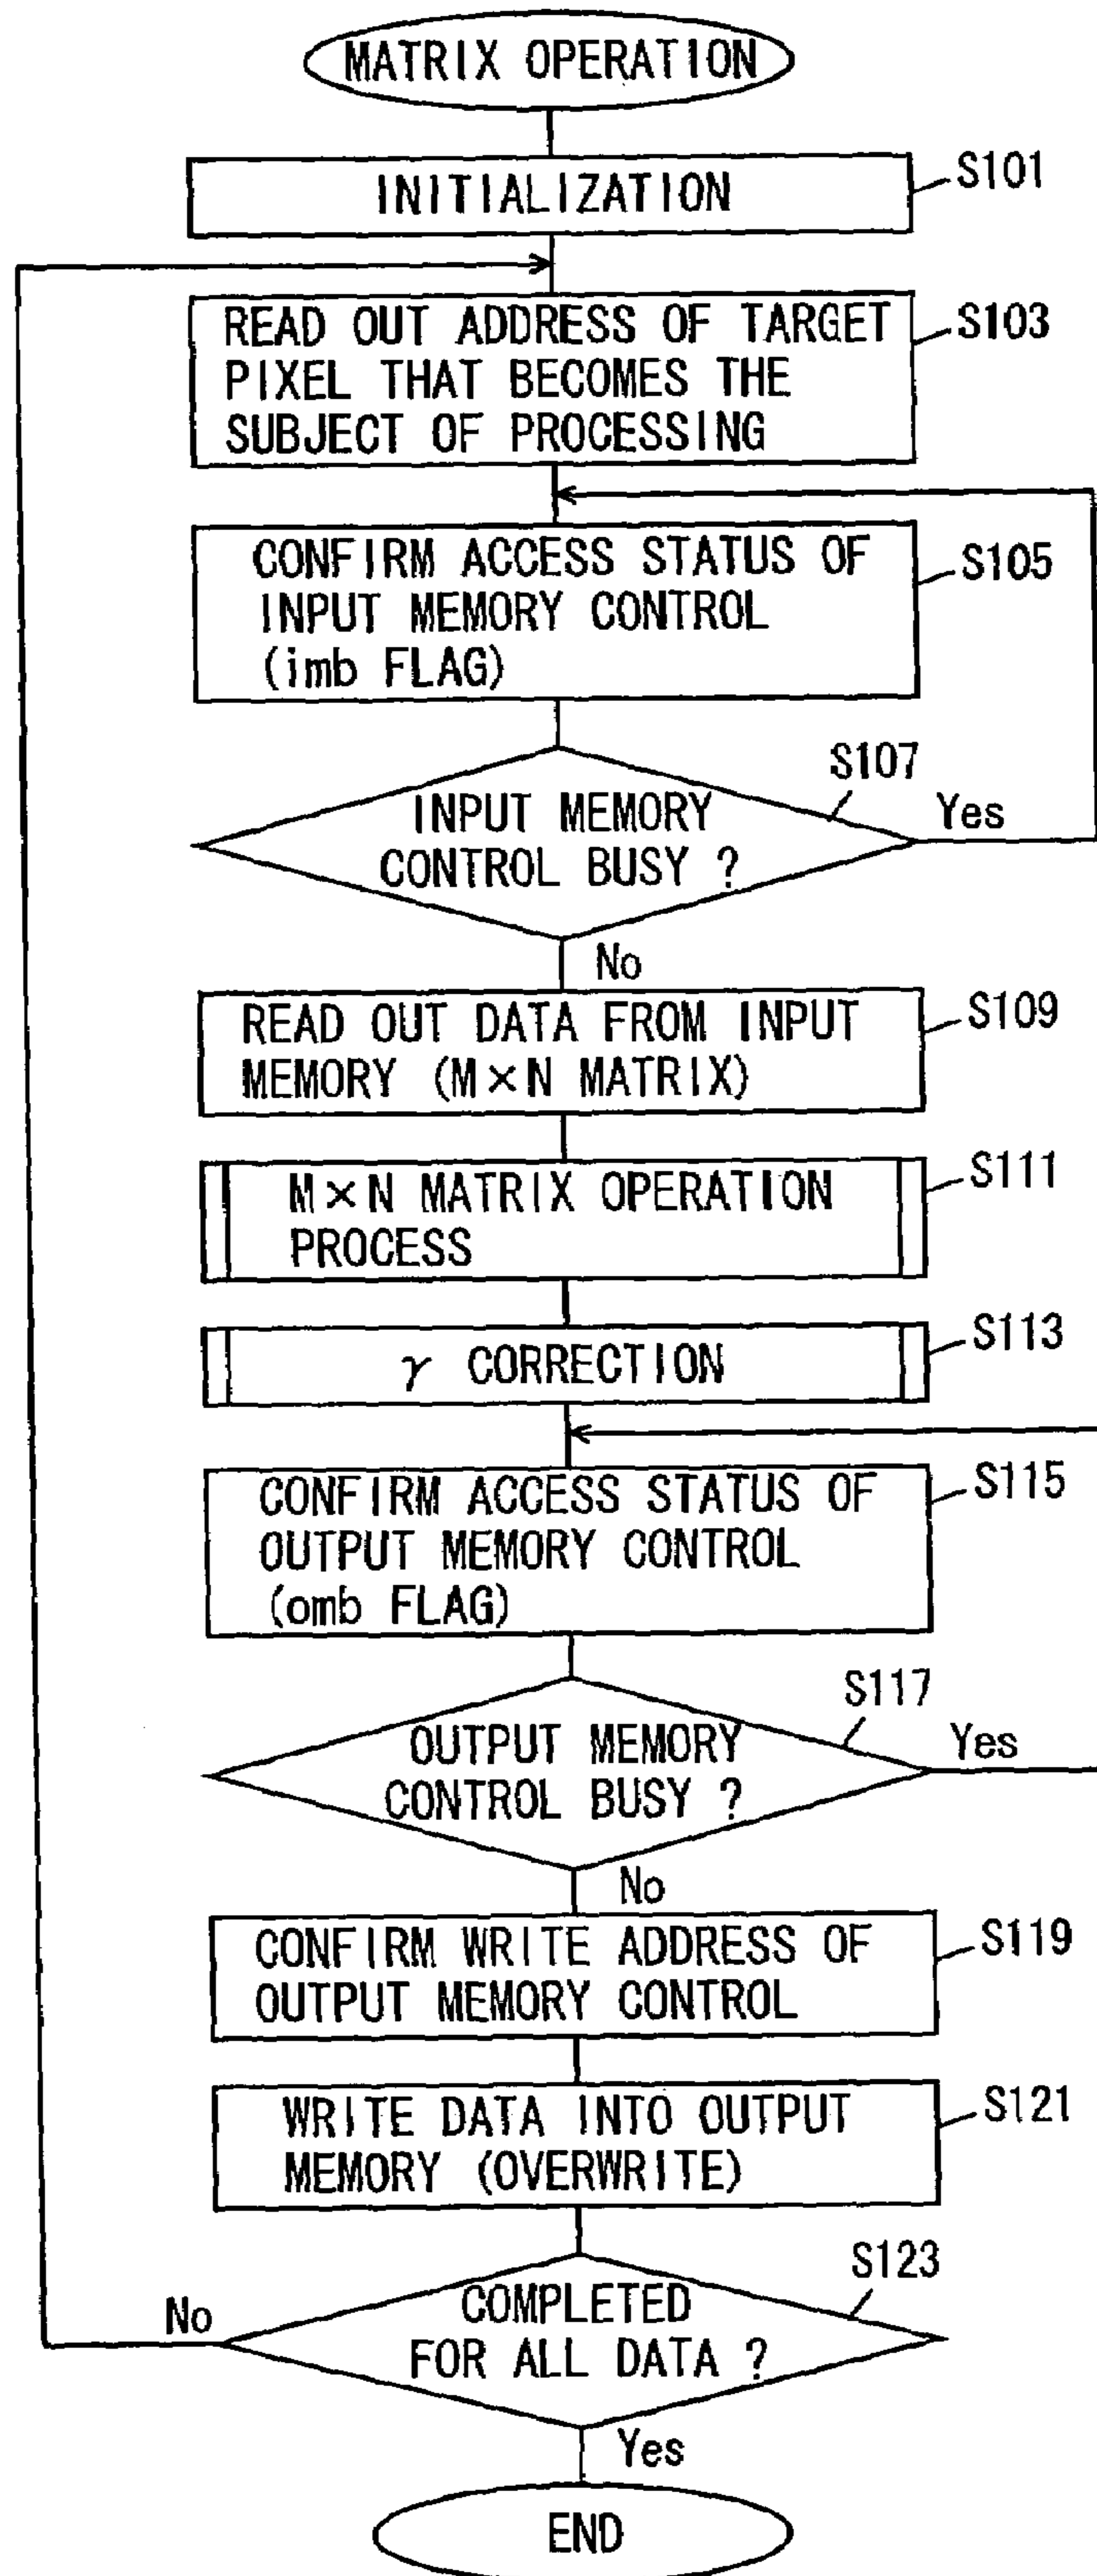 MATRIX OPERATION
INITIALIZATION
S101
READ OUT ADDRESS OF TARGET
PIXEL THAT BECOMES THE
SUBJECT OF PROCESSING
S103
CONFIRM ACCESS STATUS OF
INPUT MEMORY CONTROL
(imb FLAG)
S105
S107
INPUT MEMORY
CONTROL BUSY ?
Yes
No
READ OUT DATA FROM INPUT
MEMORY (M×N MATRIX)
S109
M×N MATRIX OPERATION
PROCESS
S111
γ CORRECTION
S113
CONFIRM ACCESS STATUS OF
OUTPUT MEMORY CONTROL
(omb FLAG)
S115
S117
OUTPUT MEMORY
CONTROL BUSY ?
Yes
No
CONFIRM WRITE ADDRESS OF
OUTPUT MEMORY CONTROL
S119
WRITE DATA INTO OUTPUT
MEMORY (OVERWRITE)
S121
S123
COMPLETED
FOR ALL DATA ?
No
Yes
END